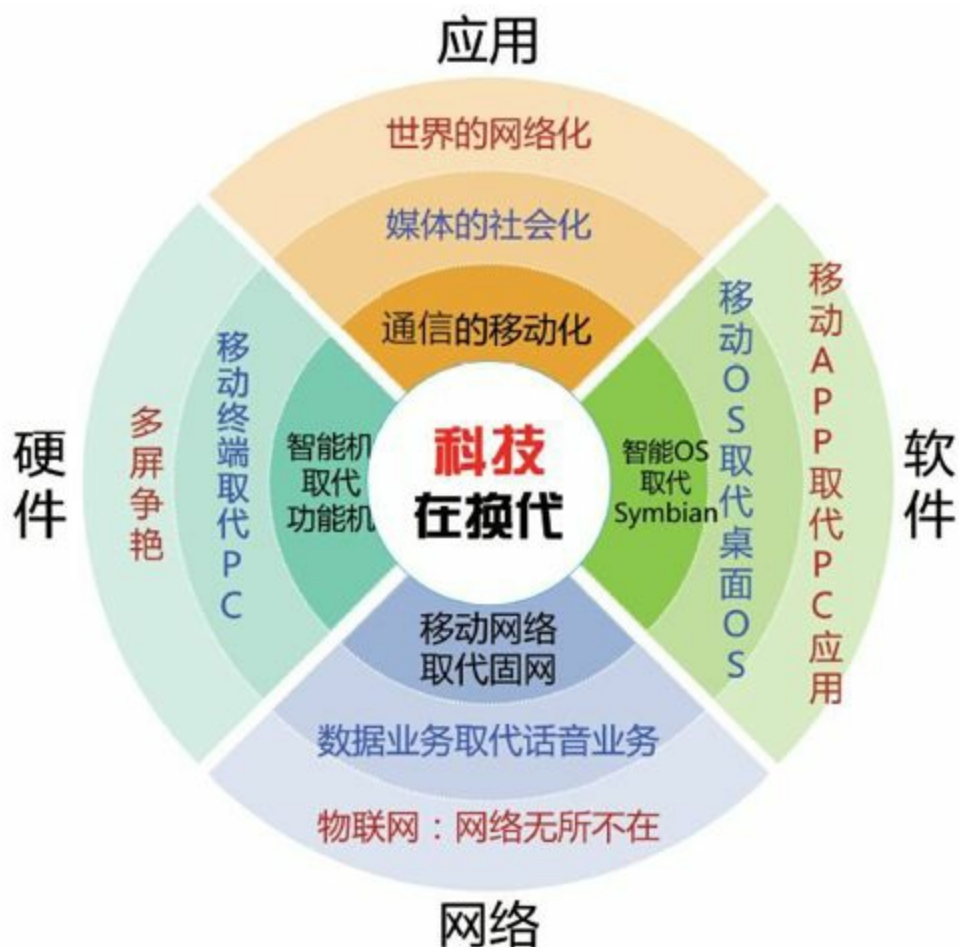 应用
世界的网络化
媒体的社会化
通信的移动化
硬件
多屏争艳
移动终端取代PC
智能机
取代
功能机
科技
在换代
智能OS
取代
Symbian
移动OS取代桌面OS
移动APP取代PC应用
软件
移动网络
取代固网
数据业务取代话音业务
物联网：网络无所不在
网络